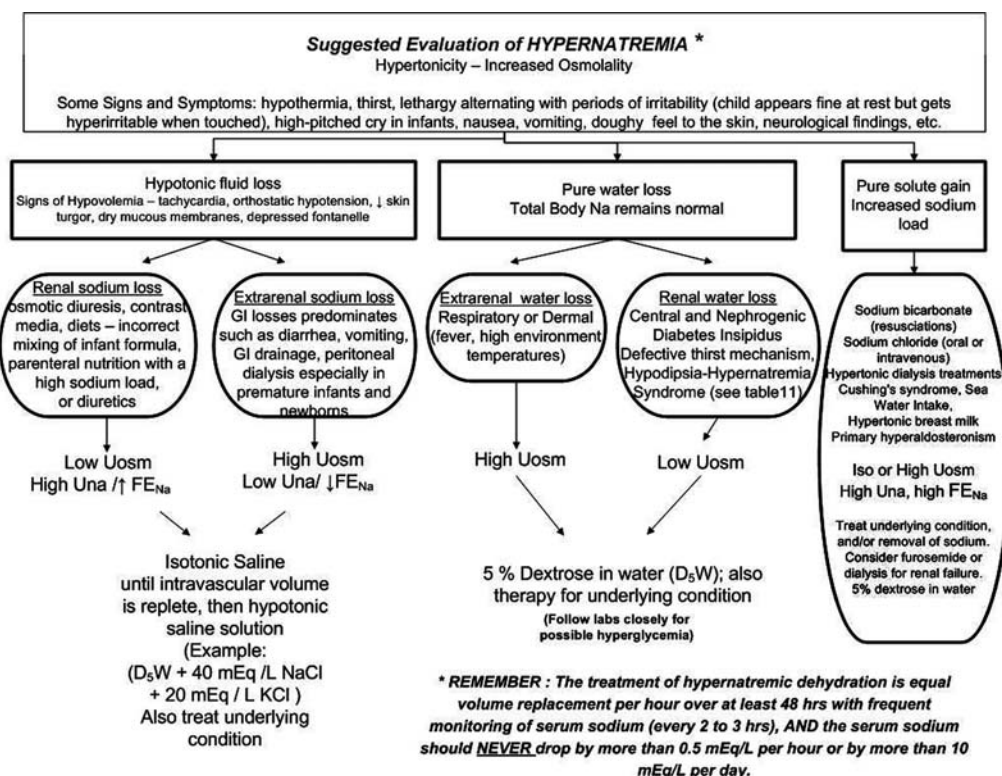 Suggested Evaluation of HYPERNATREMIA *
Hypertonicity – Increased Osmolality
Some Signs and Symptoms: hypothermia, thirst, lethargy alternating with periods of irritability (child appears fine at rest but gets
hyperirritable when touched), high-pitched cry in infants, nausea, vomiting, doughy feel to the skin, neurological findings, etc.
Hypotonic fluid loss
Signs of Hypovolemia – tachycardia, orthostatic hypotension, ↓ skin
turgor, dry mucous membranes, depressed fontanelle
Pure water loss
Total Body Na remains normal
Pure solute gain
Increased sodium
load
Renal sodium loss
osmotic diuresis, contrast
media, diets – incorrect
mixing of infant formula,
parenteral nutrition with a
high sodium load,
or diuretics
Extrarenal sodium loss
GI losses predominates
such as diarrhea, vomiting,
GI drainage, peritoneal
dialysis especially in
premature infants and
newborns
Extrarenal water loss
Respiratory or Dermal
(fever, high environment
temperatures)
Renal water loss
Central and Nephrogenic
Diabetes Insipidus
Defective thirst mechanism,
Hypodipsia-Hypernatremia
Syndrome (see table11)
Sodium bicarbonate
(resusciations)
Sodium chloride (oral or
intravenous)
Hypertonic dialysis treatments
Cushing's syndrome, Sea
Water Intake,
Hypertonic breast milk
Primary hyperaldosteronism
Iso or High Uosm
High Una, high FENa
Treat underlying condition,
and/or removal of sodium.
Consider furosemide or
dialysis for renal failure.
5% dextrose in water
Low Uosm
High Una /↑ FENa
High Uosm
Low Una/ ↓FENa
High Uosm
Low Uosm
Isotonic Saline
until intravascular volume
is replete, then hypotonic
saline solution
(Example:
(D5W + 40 mEq /L NaCl
+ 20 mEq / L KCl )
Also treat underlying
condition
5 % Dextrose in water (D5W); also
therapy for underlying condition
(Follow labs closely for
possible hyperglycemia)
* REMEMBER : The treatment of hypernatremic dehydration is equal
volume replacement per hour over at least 48 hrs with frequent
monitoring of serum sodium (every 2 to 3 hrs), AND the serum sodium
should NEVER drop by more than 0.5 mEq/L per hour or by more than 10
mEq/L per day.